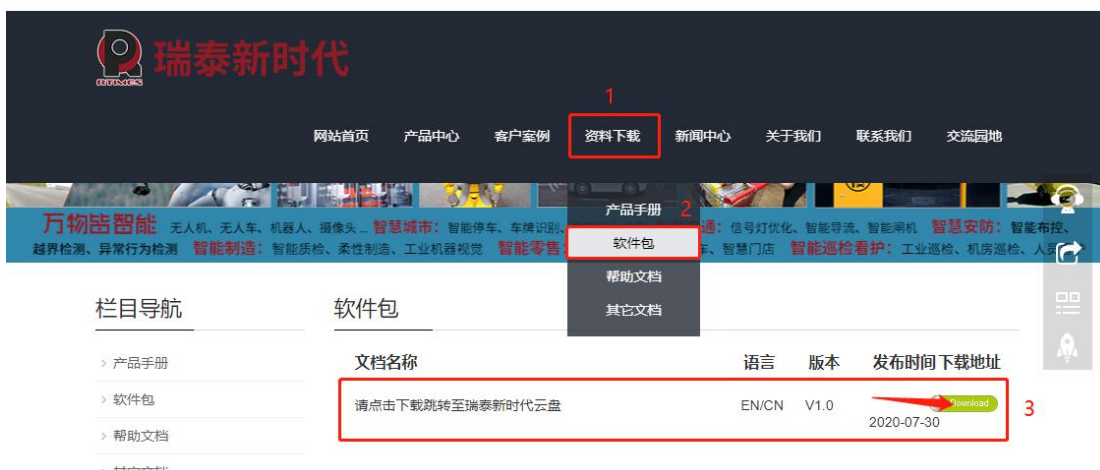 瑞泰新时代
RTIMES
1
网站首页 产品中心 客户案例 资料下载 新闻中心 关于我们 联系我们 交流园地
产品手册 2
万物皆智能 无人机、无人车、机器人、摄像头... 智慧城市：智能停车、车牌识别、 通：信号灯优化、智能导流、智能闸机 智慧安防：智能布控、
软件包
越界检测、异常行为检测 智能制造：智能质检、柔性制造、工业机器视觉 智能零售： 车、智慧门店 智能巡检看护：工业巡检、机房巡检、人员
帮助文档
其它文档
栏目导航 软件包
文档名称 语言 版本 发布时间 下载地址
> 产品手册
> 软件包
请点击下载跳转至瑞泰新时代云盘 EN/CN V1.0 Download 3
2020-07-30
> 帮助文档